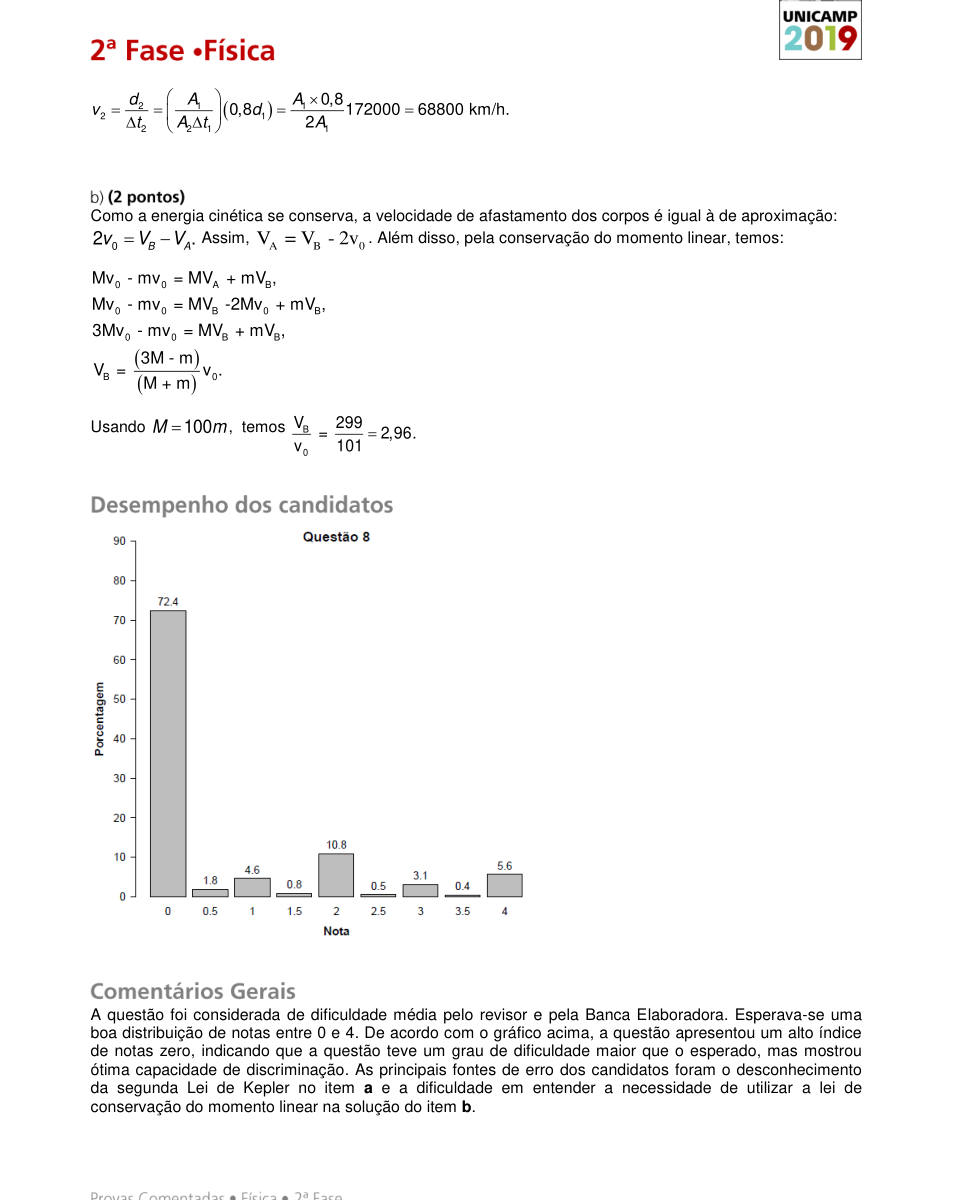 UNICAMP
2019
2ª Fase •Física
v₂ = d₂/Δt₂ = (A₁/(A₂Δt₁))(0,8d₁) = (A₁ × 0,8)/(2A₁) 172000 = 68800 km/h.
b) (2 pontos)
Como a energia cinética se conserva, a velocidade de afastamento dos corpos é igual à de aproximação:
2v₀ = V_B − V_A. Assim, V_A = V_B - 2v₀. Além disso, pela conservação do momento linear, temos:
Mv₀ - mv₀ = MV_A + mV_B,
Mv₀ - mv₀ = MV_B -2Mv₀ + mV_B,
3Mv₀ - mv₀ = MV_B + mV_B,
V_B = (3M - m)/(M + m) v₀.
Usando M = 100m, temos V_B/v₀ = 299/101 = 2,96.
Desempenho dos candidatos
Questão 8
90
80
70
60
50
40
30
20
10
0
Porcentagem
72.4
1.8
4.6
0.8
10.8
0.5
3.1
0.4
5.6
0 0.5 1 1.5 2 2.5 3 3.5 4
Nota
Comentários Gerais
A questão foi considerada de dificuldade média pelo revisor e pela Banca Elaboradora. Esperava-se uma
boa distribuição de notas entre 0 e 4. De acordo com o gráfico acima, a questão apresentou um alto índice
de notas zero, indicando que a questão teve um grau de dificuldade maior que o esperado, mas mostrou
ótima capacidade de discriminação. As principais fontes de erro dos candidatos foram o desconhecimento
da segunda Lei de Kepler no item a e a dificuldade em entender a necessidade de utilizar a lei de
conservação do momento linear na solução do item b.
Provas Comentadas • Física • 2ª Fase